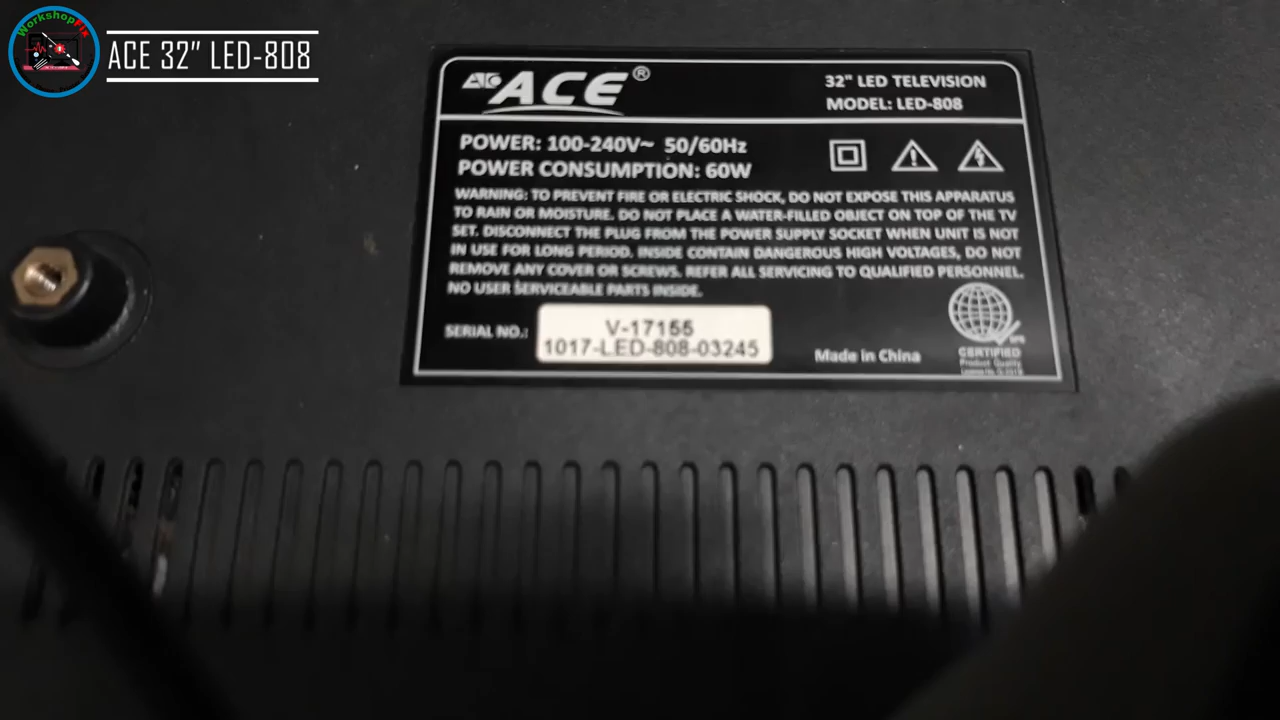 WorkshopFix
ACE 32" LED-808
ACE®
32" LED TELEVISION
MODEL: LED-808
POWER: 100-240V~ 50/60Hz
POWER CONSUMPTION: 60W
WARNING: TO PREVENT FIRE OR ELECTRIC SHOCK, DO NOT EXPOSE THIS APPARATUS
TO RAIN OR MOISTURE. DO NOT PLACE A WATER-FILLED OBJECT ON TOP OF THE TV
SET. DISCONNECT THE PLUG FROM THE POWER SUPPLY SOCKET WHEN UNIT IS NOT
IN USE FOR LONG PERIOD. INSIDE CONTAIN DANGEROUS HIGH VOLTAGES, DO NOT
REMOVE ANY COVER OR SCREWS. REFER ALL SERVICING TO QUALIFIED PERSONNEL.
NO USER SERVICEABLE PARTS INSIDE.
SERIAL NO.:
V-17155
1017-LED-808-03245
Made in China
CERTIFIED
Product Quality